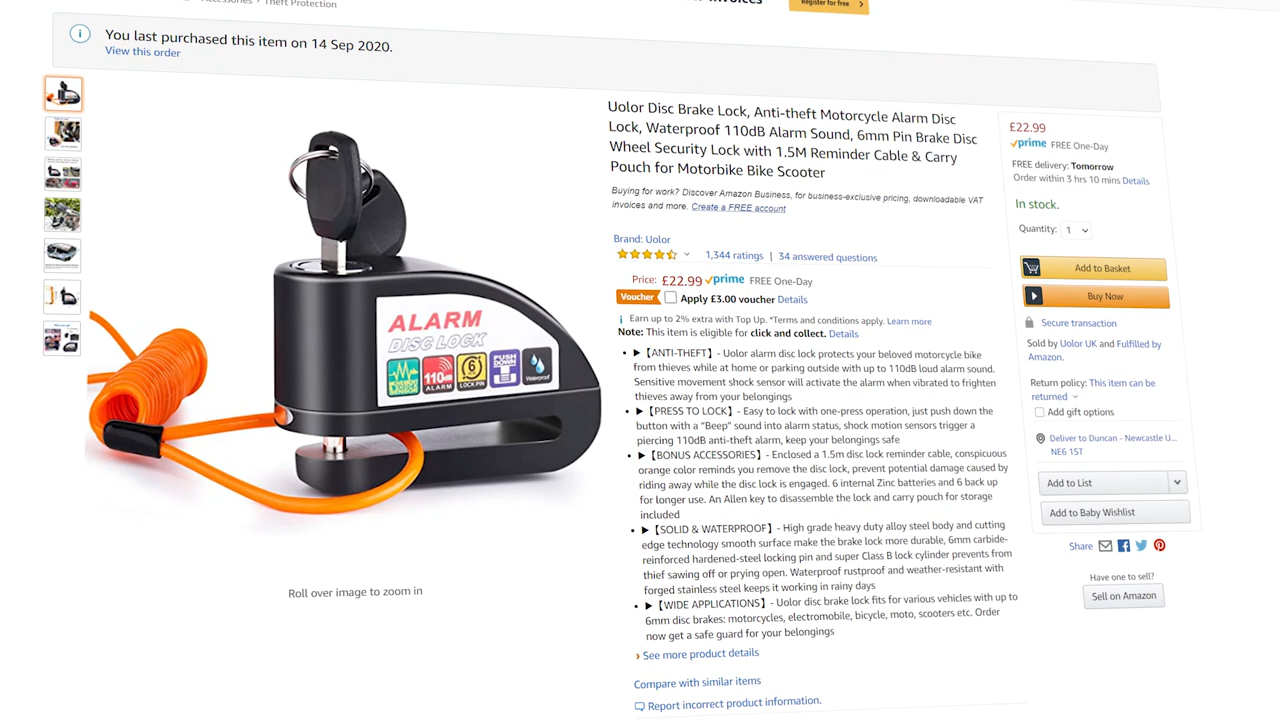 Accessories › Theft Protection
Register for free
You last purchased this item on 14 Sep 2020.
View this order
Uolor Disc Brake Lock, Anti-theft Motorcycle Alarm Disc
Lock, Waterproof 110dB Alarm Sound, 6mm Pin Brake Disc
Wheel Security Lock with 1.5M Reminder Cable & Carry
Pouch for Motorbike Bike Scooter
Buying for work? Discover Amazon Business, for business-exclusive pricing, downloadable VAT
invoices and more. Create a FREE account
Brand: Uolor
1,344 ratings | 34 answered questions
Price: £22.99 prime FREE One-Day
Voucher Apply £3.00 voucher Details
Earn up to 2% extra with Top Up. *Terms and conditions apply. Learn more
Note: This item is eligible for click and collect. Details
• ▶【ANTI-THEFT】- Uolor alarm disc lock protects your beloved motorcycle bike
from thieves while at home or parking outside with up to 110dB loud alarm sound.
Sensitive movement shock sensor will activate the alarm when vibrated to frighten
thieves away from your belongings
• ▶【PRESS TO LOCK】- Easy to lock with one-press operation, just push down the
button with a “Beep” sound into alarm status, shock motion sensors trigger a
piercing 110dB anti-theft alarm, keep your belongings safe
• ▶【BONUS ACCESSORIES】- Enclosed a 1.5m disc lock reminder cable, conspicuous
orange color reminds you remove the disc lock, prevent potential damage caused by
riding away while the disc lock is engaged. 6 internal Zinc batteries and 6 back up
for longer use. An Allen key to disassemble the lock and carry pouch for storage
included
• ▶【SOLID & WATERPROOF】- High grade heavy duty alloy steel body and cutting
edge technology smooth surface make the brake lock more durable, 6mm carbide-
reinforced hardened-steel locking pin and super Class B lock cylinder prevents from
thief sawing off or prying open. Waterproof rustproof and weather-resistant with
forged stainless steel keeps it working in rainy days
• ▶【WIDE APPLICATIONS】- Uolor disc brake lock fits for various vehicles with up to
6mm disc brakes: motorcycles, electromobile, bicycle, moto, scooters etc. Order
now get a safe guard for your belongings
› See more product details
Compare with similar items
Report incorrect product information.
ALARM
DISC LOCK
110dB
ALARM
6
LOCK PIN
PUSH
DOWN
Waterproof
Roll over image to zoom in
£22.99
prime FREE One-Day
FREE delivery: Tomorrow
Order within 3 hrs 10 mins Details
In stock.
Quantity: 1
Add to Basket
Buy Now
Secure transaction
Sold by Uolor UK and Fulfilled by
Amazon.
Return policy: This item can be
returned
Add gift options
Deliver to Duncan - Newcastle U...
NE6 1ST
Add to List
Add to Baby Wishlist
Share
Have one to sell?
Sell on Amazon